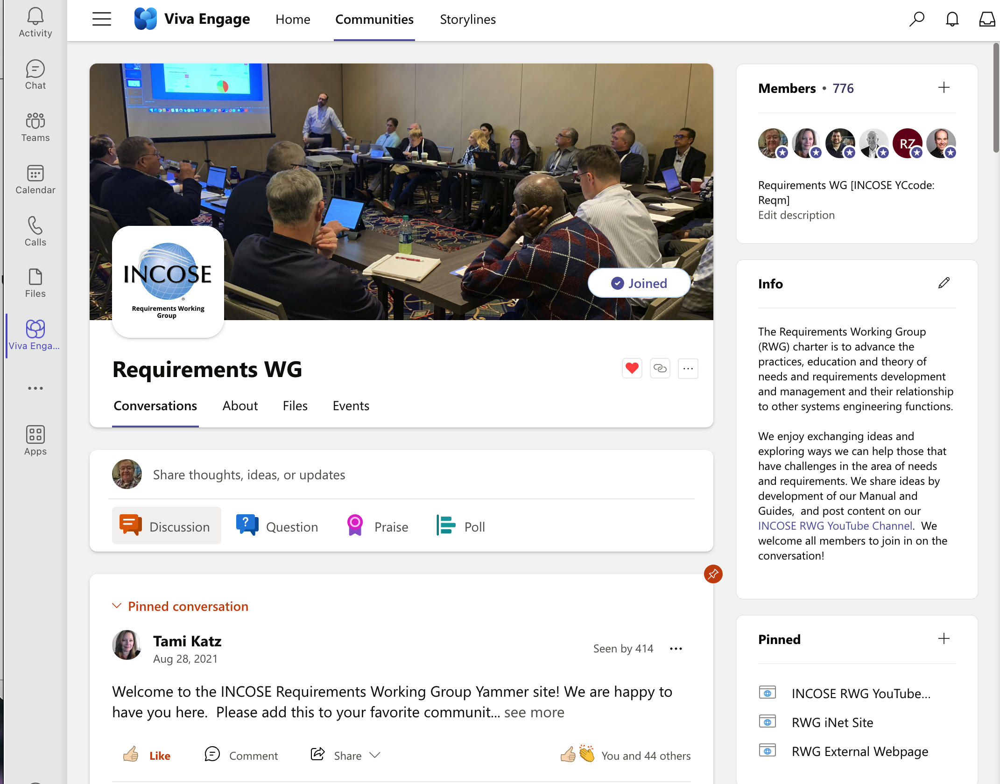 Activity
Chat
Teams
Calendar
Calls
Files
Viva Enga...
Apps
Viva Engage
Home
Communities
Storylines
INCOSE
®
Requirements Working
Group
Joined
Requirements WG
Conversations
About
Files
Events
Share thoughts, ideas, or updates
Discussion
Question
Praise
Poll
Pinned conversation
Tami Katz
Aug 28, 2021
Seen by 414
Welcome to the INCOSE Requirements Working Group Yammer site! We are happy to
have you here.  Please add this to your favorite communit... see more
Like
Comment
Share
You and 44 others
Members • 776
RZ
Requirements WG [INCOSE YCcode:
Reqm]
Edit description
Info
The Requirements Working Group
(RWG) charter is to advance the
practices, education and theory of
needs and requirements development
and management and their relationship
to other systems engineering functions.
We enjoy exchanging ideas and
exploring ways we can help those that
have challenges in the area of needs
and requirements. We share ideas by
development of our Manual and
Guides,  and post content on our
INCOSE RWG YouTube Channel.  We
welcome all members to join in on the
conversation!
Pinned
INCOSE RWG YouTube...
RWG iNet Site
RWG External Webpage